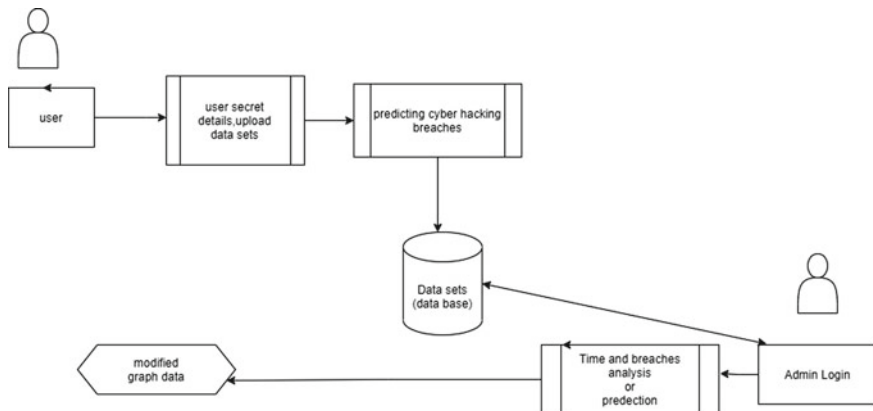 user
user secret
details,upload
data sets
predicting cyber hacking
breaches
Data sets
(data base)
Admin Login
Time and breaches
analysis
or
predection
modified
graph data